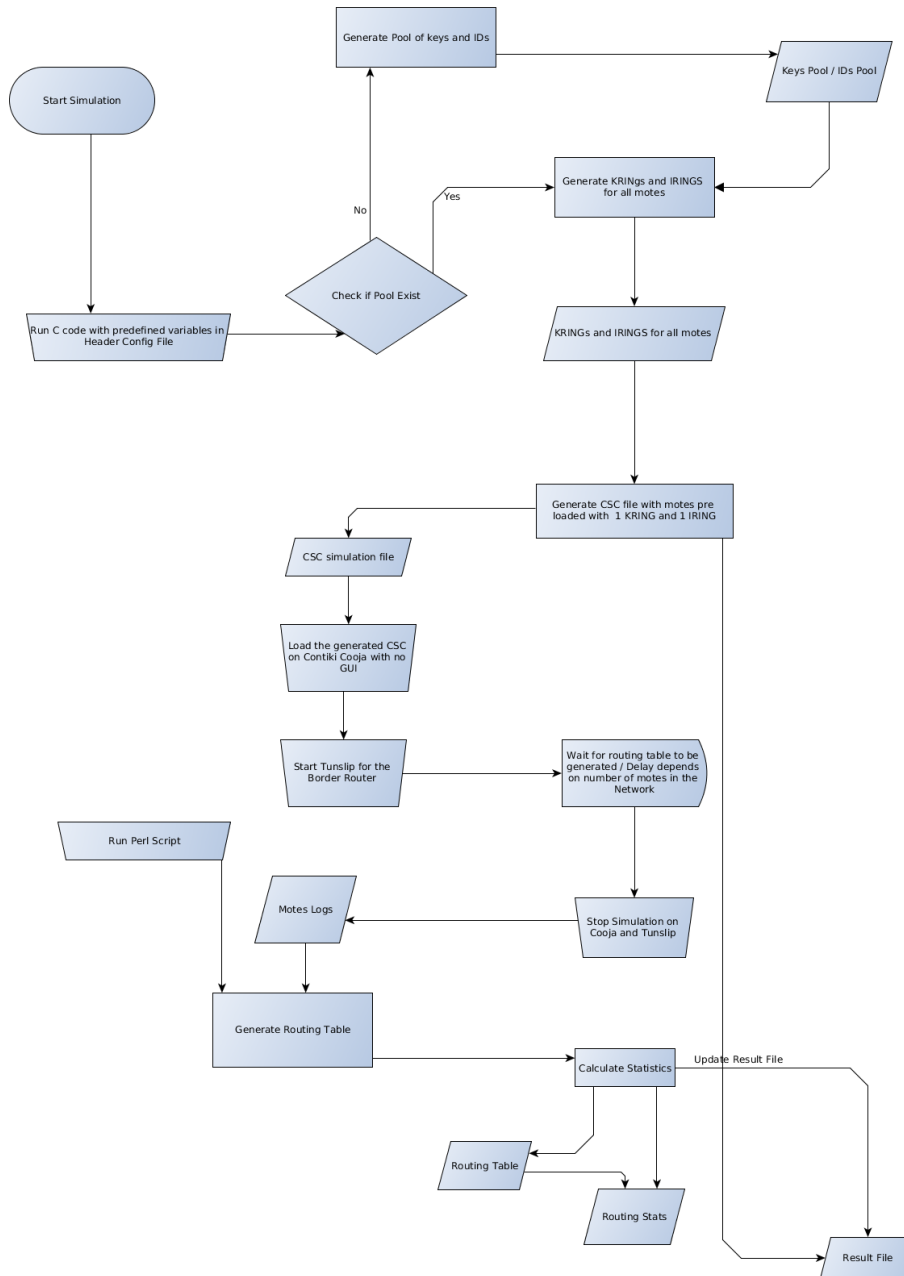 Generate Pool of keys and IDs
Keys Pool / IDs Pool
Start Simulation
Generate KRINgs and IRINGS
for all motes
Yes
No
Check if Pool Exist
Run C code with predefined variables in
Header Config File
KRINGs and IRINGS for all motes
Generate CSC file with motes pre
loaded with 1 KRING and 1 IRING
CSC simulation file
Load the generated CSC
on Contiki Cooja with no
GUI
Start Tunslip for the
Border Router
Wait for routing table to be
generated / Delay depends
on number of motes in the
Network
Run Perl Script
Motes Logs
Stop Simulation on
Cooja and Tunslip
Generate Routing Table
Calculate Statistics
Update Result File
Routing Table
Routing Stats
Result File